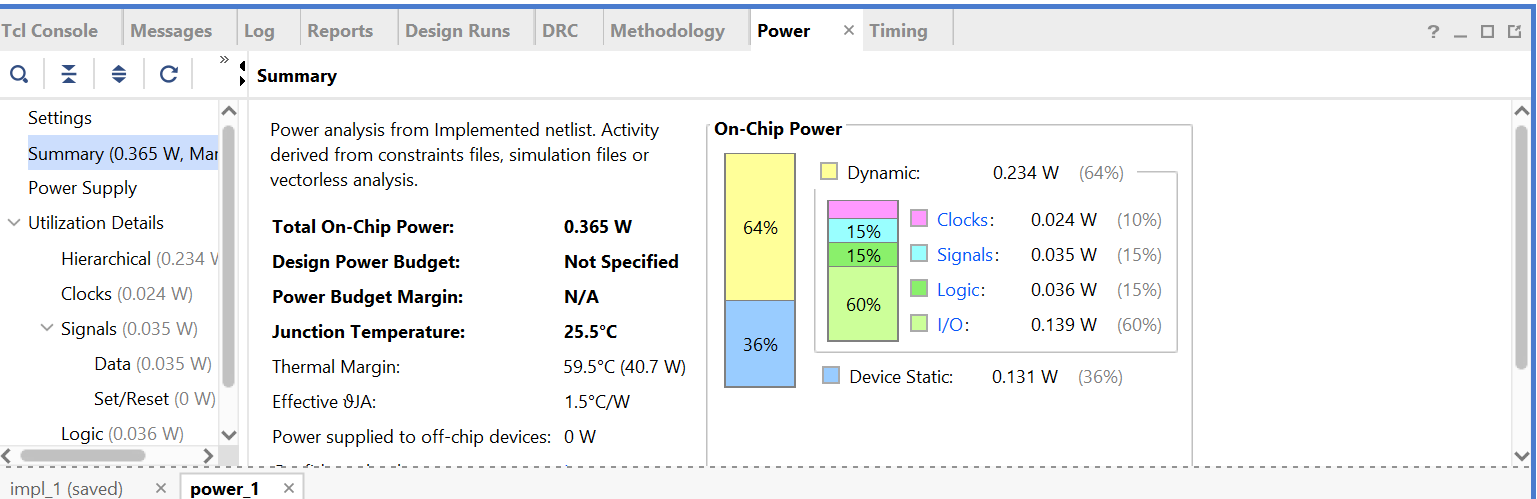 Tcl Console Messages Log Reports Design Runs DRC Methodology Power × Timing ? _
»
Summary
Settings
Summary (0.365 W, Mar
Power Supply
Utilization Details
Hierarchical (0.234 W
Clocks (0.024 W)
Signals (0.035 W)
Data (0.035 W)
Set/Reset (0 W)
Logic (0.036 W)
Power analysis from Implemented netlist. Activity
derived from constraints files, simulation files or
vectorless analysis.
Total On-Chip Power: 0.365 W
Design Power Budget: Not Specified
Power Budget Margin: N/A
Junction Temperature: 25.5°C
Thermal Margin: 59.5°C (40.7 W)
Effective ϑJA: 1.5°C/W
Power supplied to off-chip devices: 0 W
On-Chip Power
64%
36%
Dynamic: 0.234 W (64%)
15%
15%
60%
Clocks: 0.024 W (10%)
Signals: 0.035 W (15%)
Logic: 0.036 W (15%)
I/O: 0.139 W (60%)
Device Static: 0.131 W (36%)
impl_1 (saved) × power_1 ×